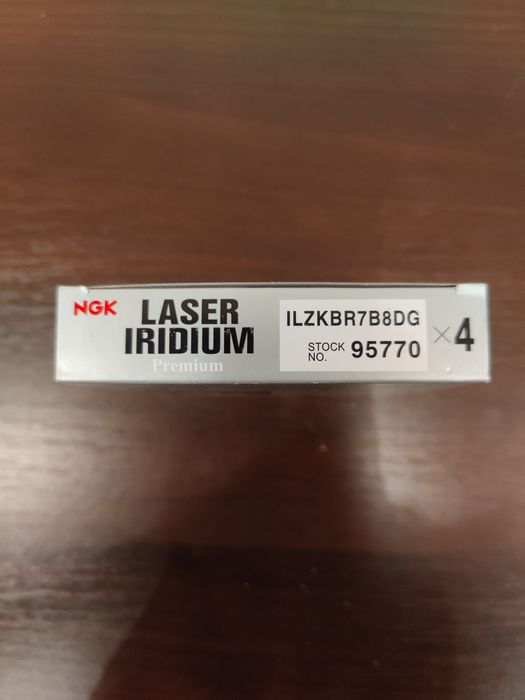 NGK
LASER
IRIDIUM
Premium
ILZKBR7B8DG
STOCK
NO. 95770
×4